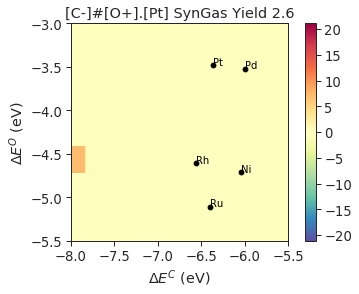 [C-]#[O+].[Pt] SynGas Yield 2.6
−3.0
−3.5
−4.0
−4.5
−5.0
−5.5
ΔE^O (eV)
Pt
Pd
Rh
Ni
Ru
−8.0 −7.5 −7.0 −6.5 −6.0 −5.5
ΔE^C (eV)
20
15
10
5
0
−5
−10
−15
−20